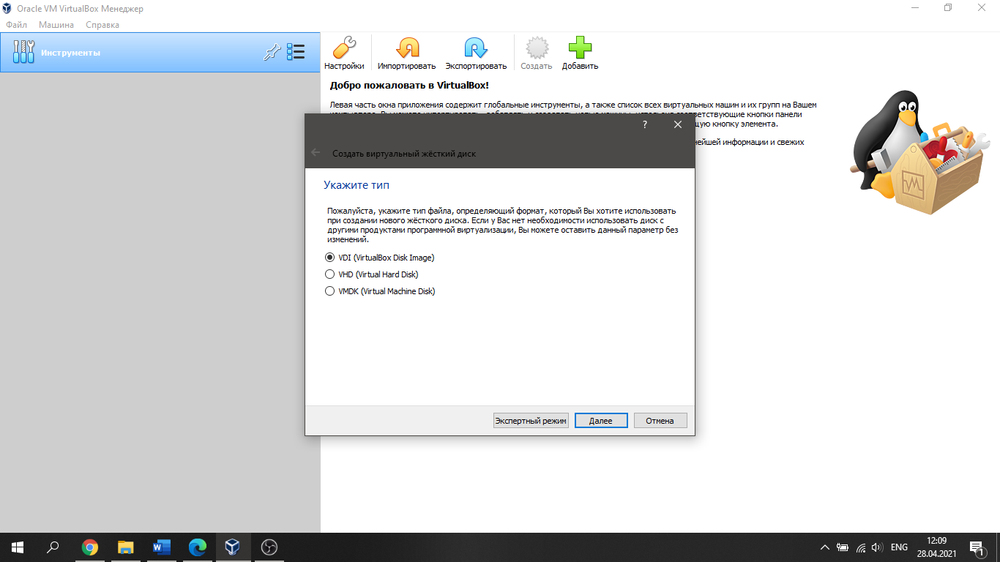 Oracle VM VirtualBox Менеджер
Файл Машина Справка
Инструменты
Настройки Импортировать Экспортировать Создать Добавить
Добро пожаловать в VirtualBox!
Левая часть окна приложения содержит глобальные инструменты, а также список всех виртуальных машин и их групп на Вашем
соответствующие кнопки панели
кнопку элемента.
информации и свежих
?
Создать виртуальный жёсткий диск
Укажите тип
Пожалуйста, укажите тип файла, определяющий формат, который Вы хотите использовать
при создании нового жёсткого диска. Если у Вас нет необходимости использовать диск с
другими продуктами программной виртуализации, Вы можете оставить данный параметр без
изменений.
VDI (VirtualBox Disk Image)
VHD (Virtual Hard Disk)
VMDK (Virtual Machine Disk)
Экспертный режим Далее Отмена
ENG
12:09
28.04.2021
1